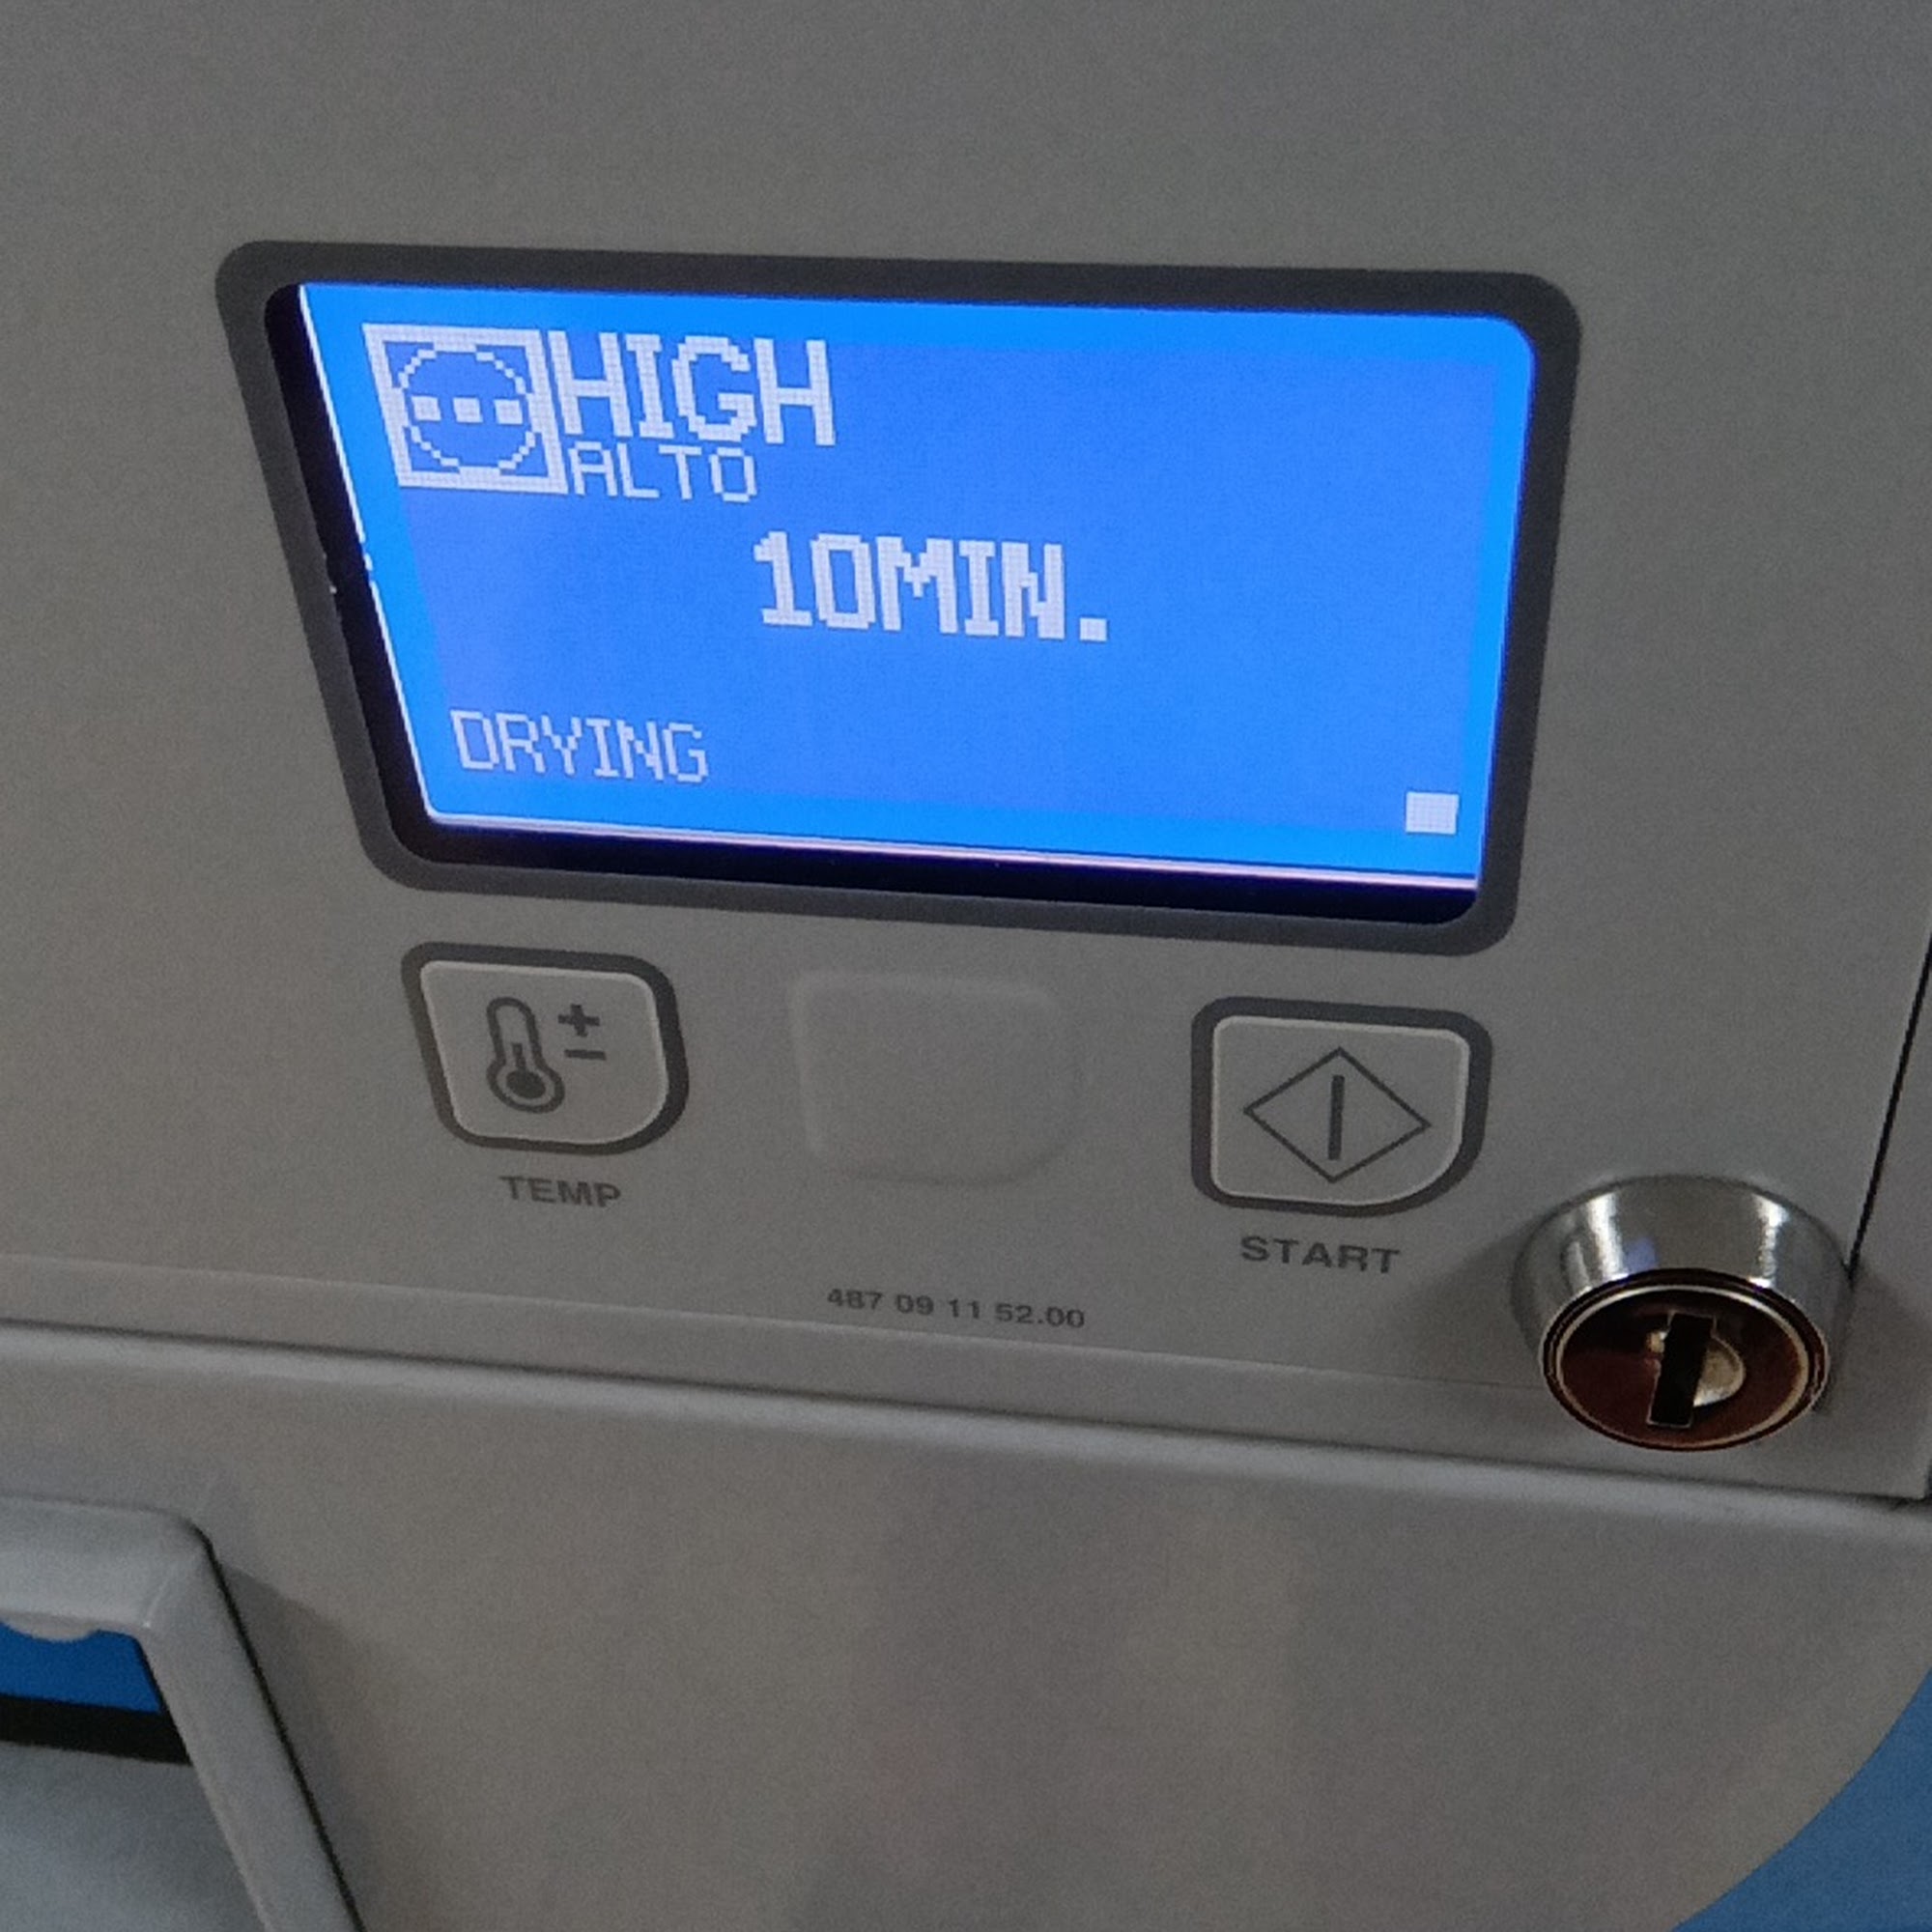 HIGH
ALTO
10MIN.
DRYING
TEMP
START
487 09 11 52.00